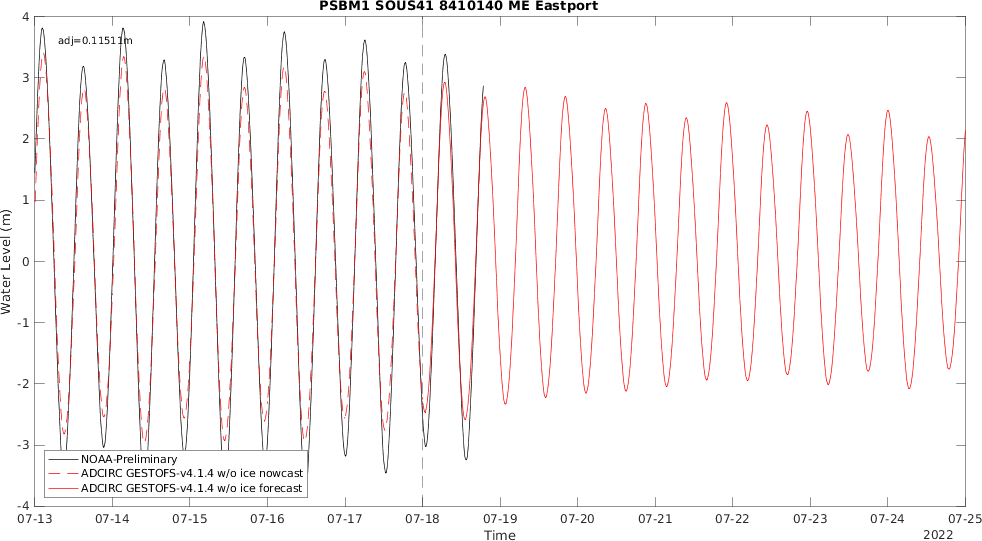 PSBM1 SOUS41 8410140 ME Eastport
4
adj=0.11511m
3
2
1
0
-1
-2
-3
-4
Water Level (m)
NOAA-Preliminary
ADCIRC GESTOFS-v4.1.4 w/o ice nowcast
ADCIRC GESTOFS-v4.1.4 w/o ice forecast
07-13 07-14 07-15 07-16 07-17 07-18 07-19 07-20 07-21 07-22 07-23 07-24 07-25
Time
2022